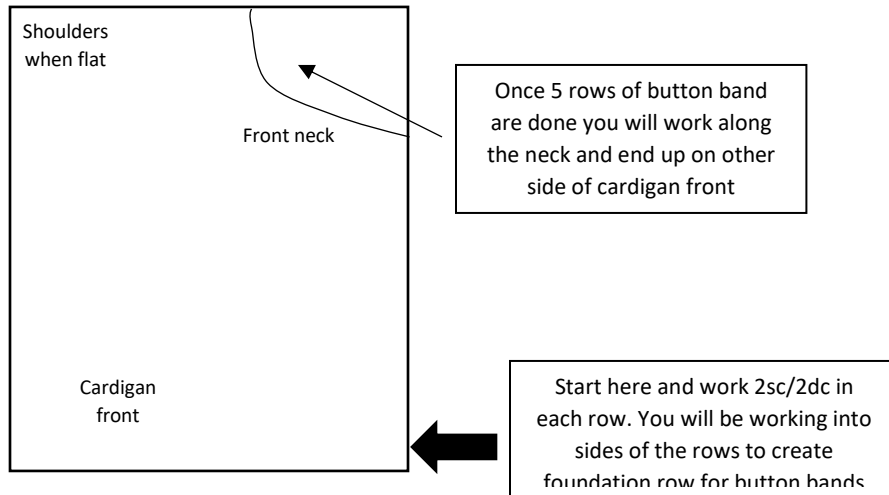 Shoulders
when flat
Once 5 rows of button band
are done you will work along
the neck and end up on other
side of cardigan front
Front neck
Cardigan
front
Start here and work 2sc/2dc in
each row. You will be working into
sides of the rows to create
foundation row for button bands